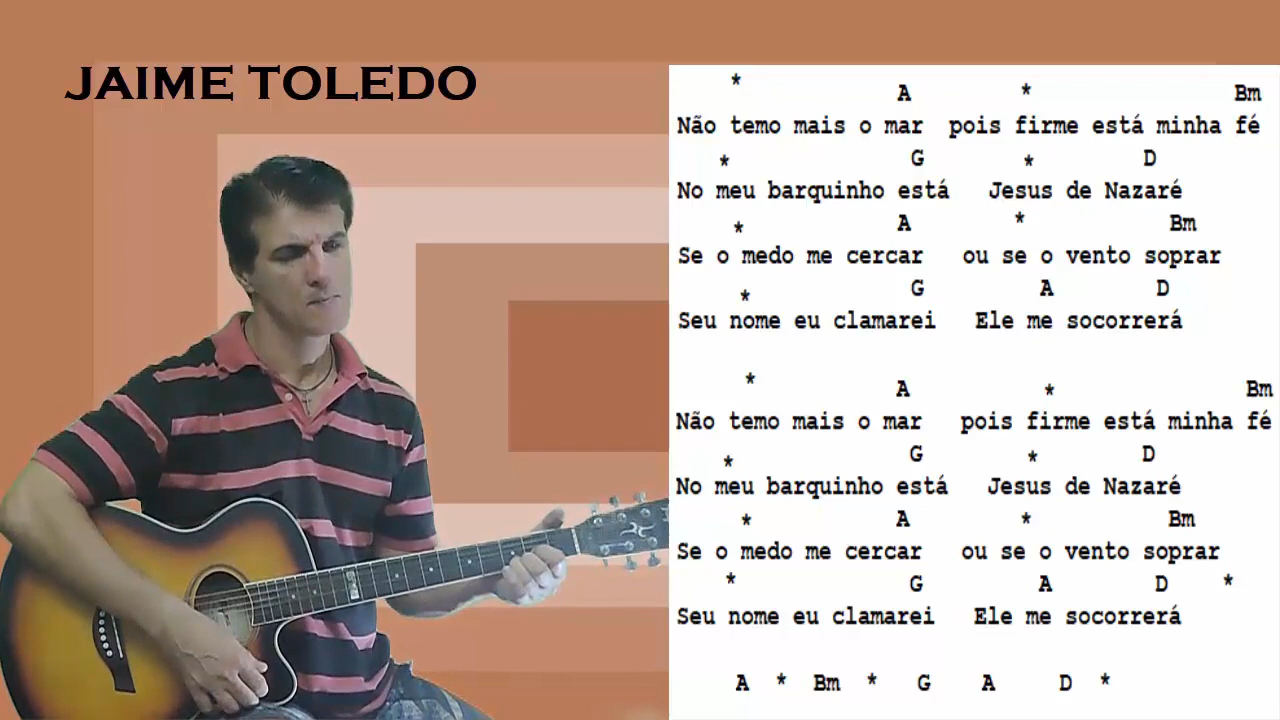 JAIME TOLEDO
* A * Bm
Não temo mais o mar pois firme está minha fé
* G * D
No meu barquinho está Jesus de Nazaré
* A * Bm
Se o medo me cercar ou se o vento soprar
* G A D
Seu nome eu clamarei Ele me socorrerá
* A * Bm
Não temo mais o mar pois firme está minha fé
* G * D
No meu barquinho está Jesus de Nazaré
* A * Bm
Se o medo me cercar ou se o vento soprar
* G A D *
Seu nome eu clamarei Ele me socorrerá
A * Bm * G A D *